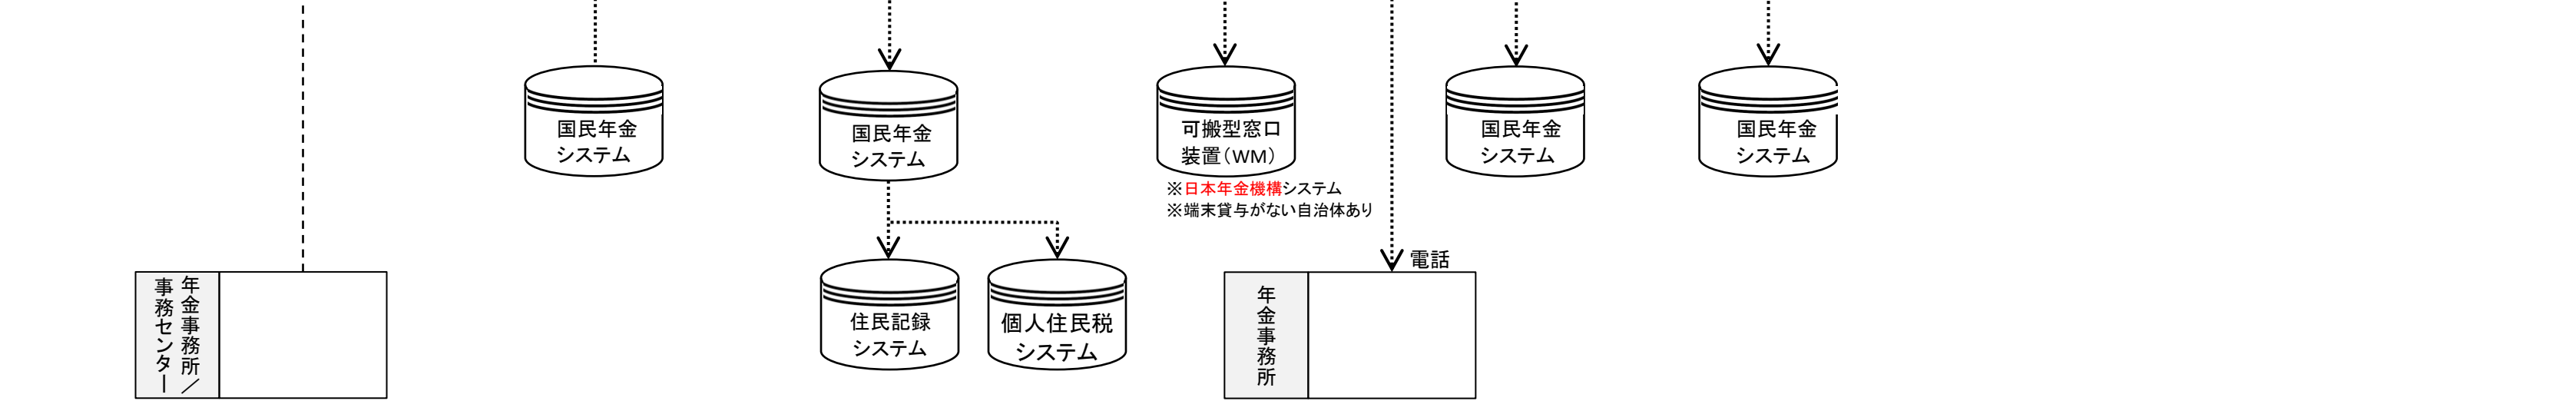 国民年金
システム
国民年金
システム
可搬型窓口
装置（WM）
※日本年金機構システム
※端末貸与がない自治体あり
国民年金
システム
国民年金
システム
年金事務所／
事務センター
住民記録
システム
個人住民税
システム
電話
年金事務所